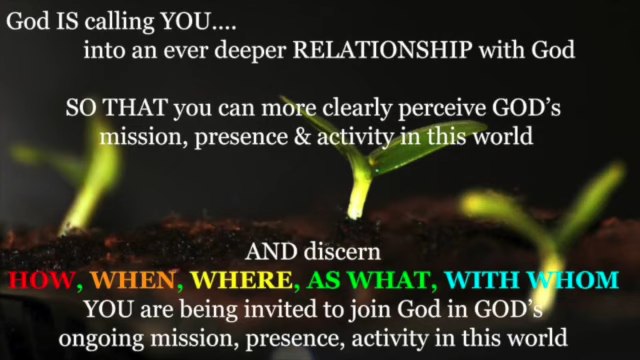 God IS calling YOU....
into an ever deeper RELATIONSHIP with God
SO THAT you can more clearly perceive GOD’s
mission, presence & activity in this world
AND discern
HOW, WHEN, WHERE, AS WHAT, WITH WHOM
YOU are being invited to join God in GOD’s
ongoing mission, presence, activity in this world